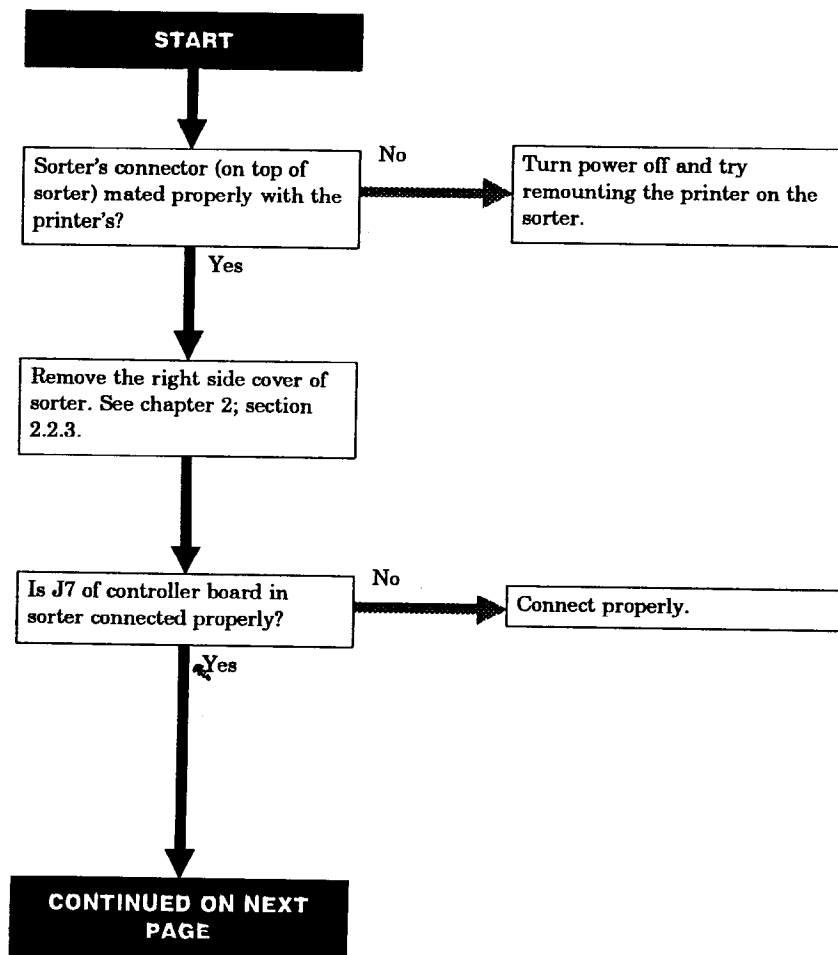 START
Sorter's connector (on top of
sorter) mated properly with the
printer's?
No
Turn power off and try
remounting the printer on the
sorter.
Yes
Remove the right side cover of
sorter. See chapter 2; section
2.2.3.
Is J7 of controller board in
sorter connected properly?
No
Connect properly.
Yes
CONTINUED ON NEXT
PAGE